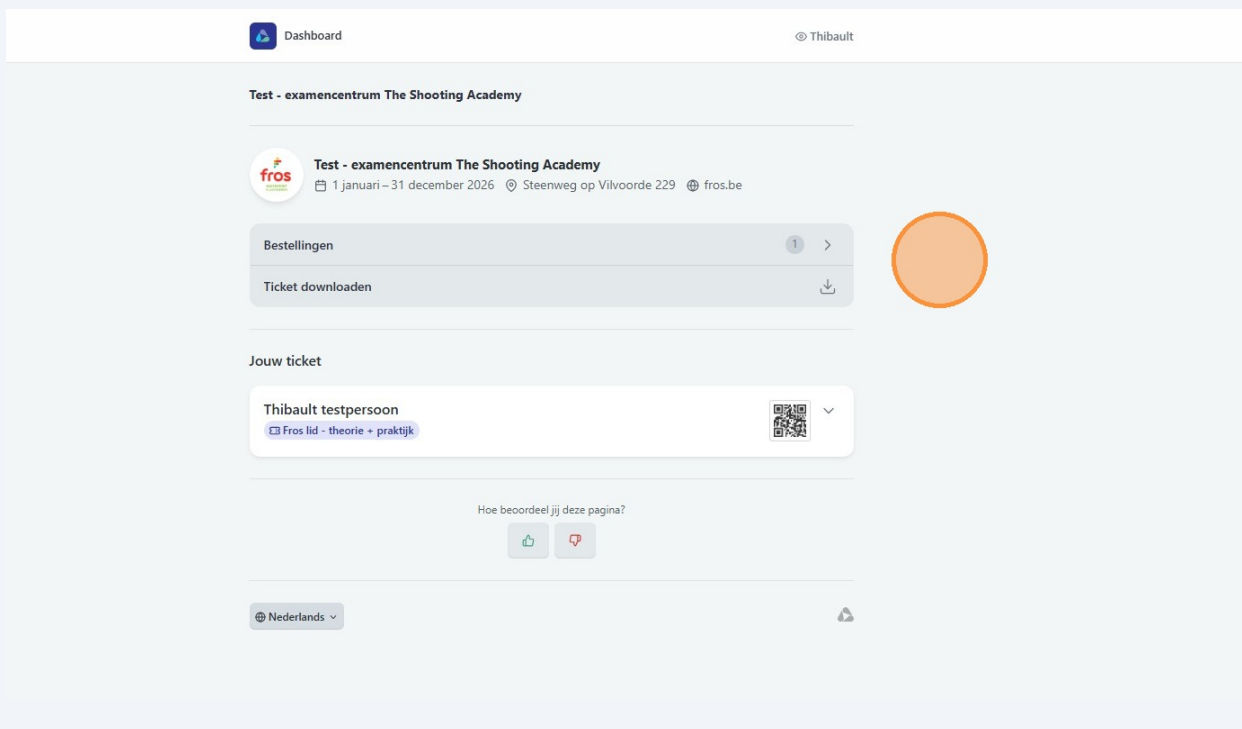 Dashboard
Thibault
Test - examencentrum The Shooting Academy
fros
Test - examencentrum The Shooting Academy
1 januari – 31 december 2026 Steenweg op Vilvoorde 229 fros.be
Bestellingen 1
Ticket downloaden
Jouw ticket
Thibault testpersoon
Fros lid - theorie + praktijk
Hoe beoordeel jij deze pagina?
Nederlands